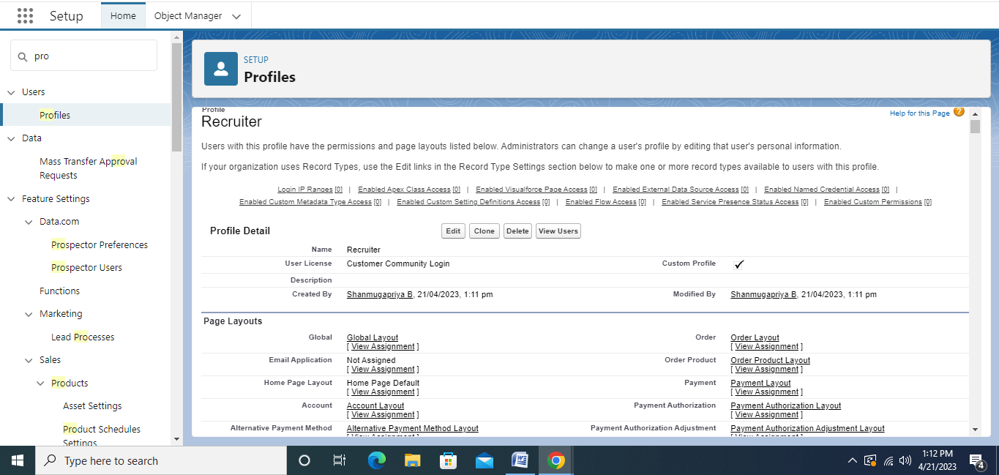 Setup
Home
Object Manager
pro
Users
Profiles
Data
Mass Transfer Approval
Requests
Feature Settings
Data.com
Prospector Preferences
Prospector Users
Functions
Marketing
Lead Processes
Sales
Products
Asset Settings
Product Schedules
Settings
SETUP
Profiles
Profile
Recruiter
Help for this Page ?
Users with this profile have the permissions and page layouts listed below. Administrators can change a user's profile by editing that user's personal information.
If your organization uses Record Types, use the Edit links in the Record Type Settings section below to make one or more record types available to users with this profile.
Login IP Ranges [0] | Enabled Apex Class Access [0] | Enabled Visualforce Page Access [0] | Enabled External Data Source Access [0] | Enabled Named Credential Access [0] |
Enabled Custom Metadata Type Access [0] | Enabled Custom Setting Definitions Access [0] | Enabled Flow Access [0] | Enabled Service Presence Status Access [0] | Enabled Custom Permissions [0]
Profile Detail Edit Clone Delete View Users
Name Recruiter
User License Customer Community Login Custom Profile
Description
Created By Shanmugapriya B, 21/04/2023, 1:11 pm Modified By Shanmugapriya B, 21/04/2023, 1:11 pm
Page Layouts
Global Global Layout Order Order Layout
[ View Assignment ] [ View Assignment ]
Email Application Not Assigned Order Product Order Product Layout
[ View Assignment ] [ View Assignment ]
Home Page Layout Home Page Default Payment Payment Layout
[ View Assignment ] [ View Assignment ]
Account Account Layout Payment Authorization Payment Authorization Layout
[ View Assignment ] [ View Assignment ]
Alternative Payment Method Alternative Payment Method Layout Payment Authorization Adjustment Payment Authorization Adjustment Layout
[ View Assignment ] [ View Assignment ]
Type here to search
1:12 PM
4/21/2023
4